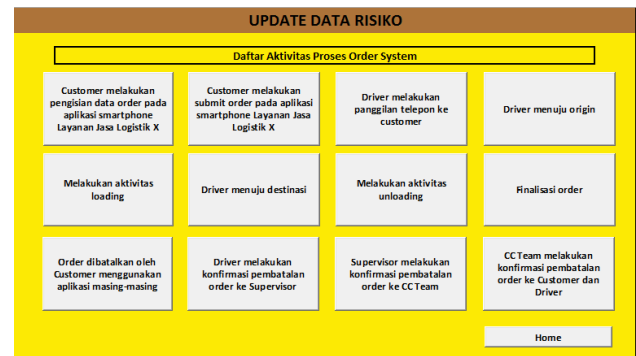 UPDATE DATA RISIKO
Daftar Aktivitas Proses Order System
Customer melakukan
pengisian data order pada
aplikasi smartphone
Layanan Jasa Logistik X
Customer melakukan
submit order pada aplikasi
smartphone Layanan Jasa
Logistik X
Driver melakukan
panggilan telepon ke
customer
Driver menuju origin
Melakukan aktivitas
loading
Driver menuju destinasi
Melakukan aktivitas
unloading
Finalisasi order
Order dibatalkan oleh
Customer menggunakan
aplikasi masing-masing
Driver melakukan
konfirmasi pembatalan
order ke Supervisor
Supervisor melakukan
konfirmasi pembatalan
order ke CC Team
CC Team melakukan
konfirmasi pembatalan
order ke Customer dan
Driver
Home